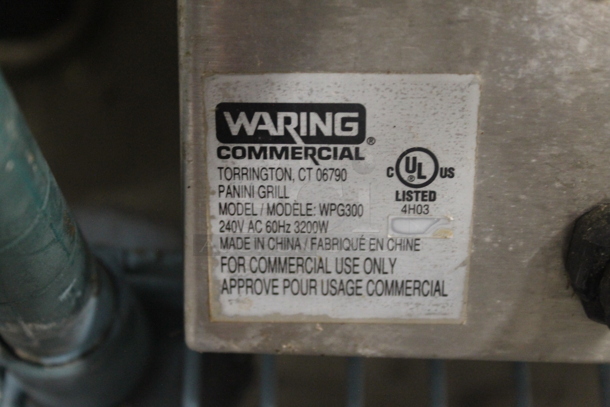 WARING®
COMMERCIAL
TORRINGTON, CT 06790
PANINI GRILL
MODEL / MODÈLE: WPG300
240V AC 60Hz 3200W
MADE IN CHINA / FABRIQUÉ EN CHINE
FOR COMMERCIAL USE ONLY
APPROVE POUR USAGE COMMERCIAL
C UL US
LISTED
4H03